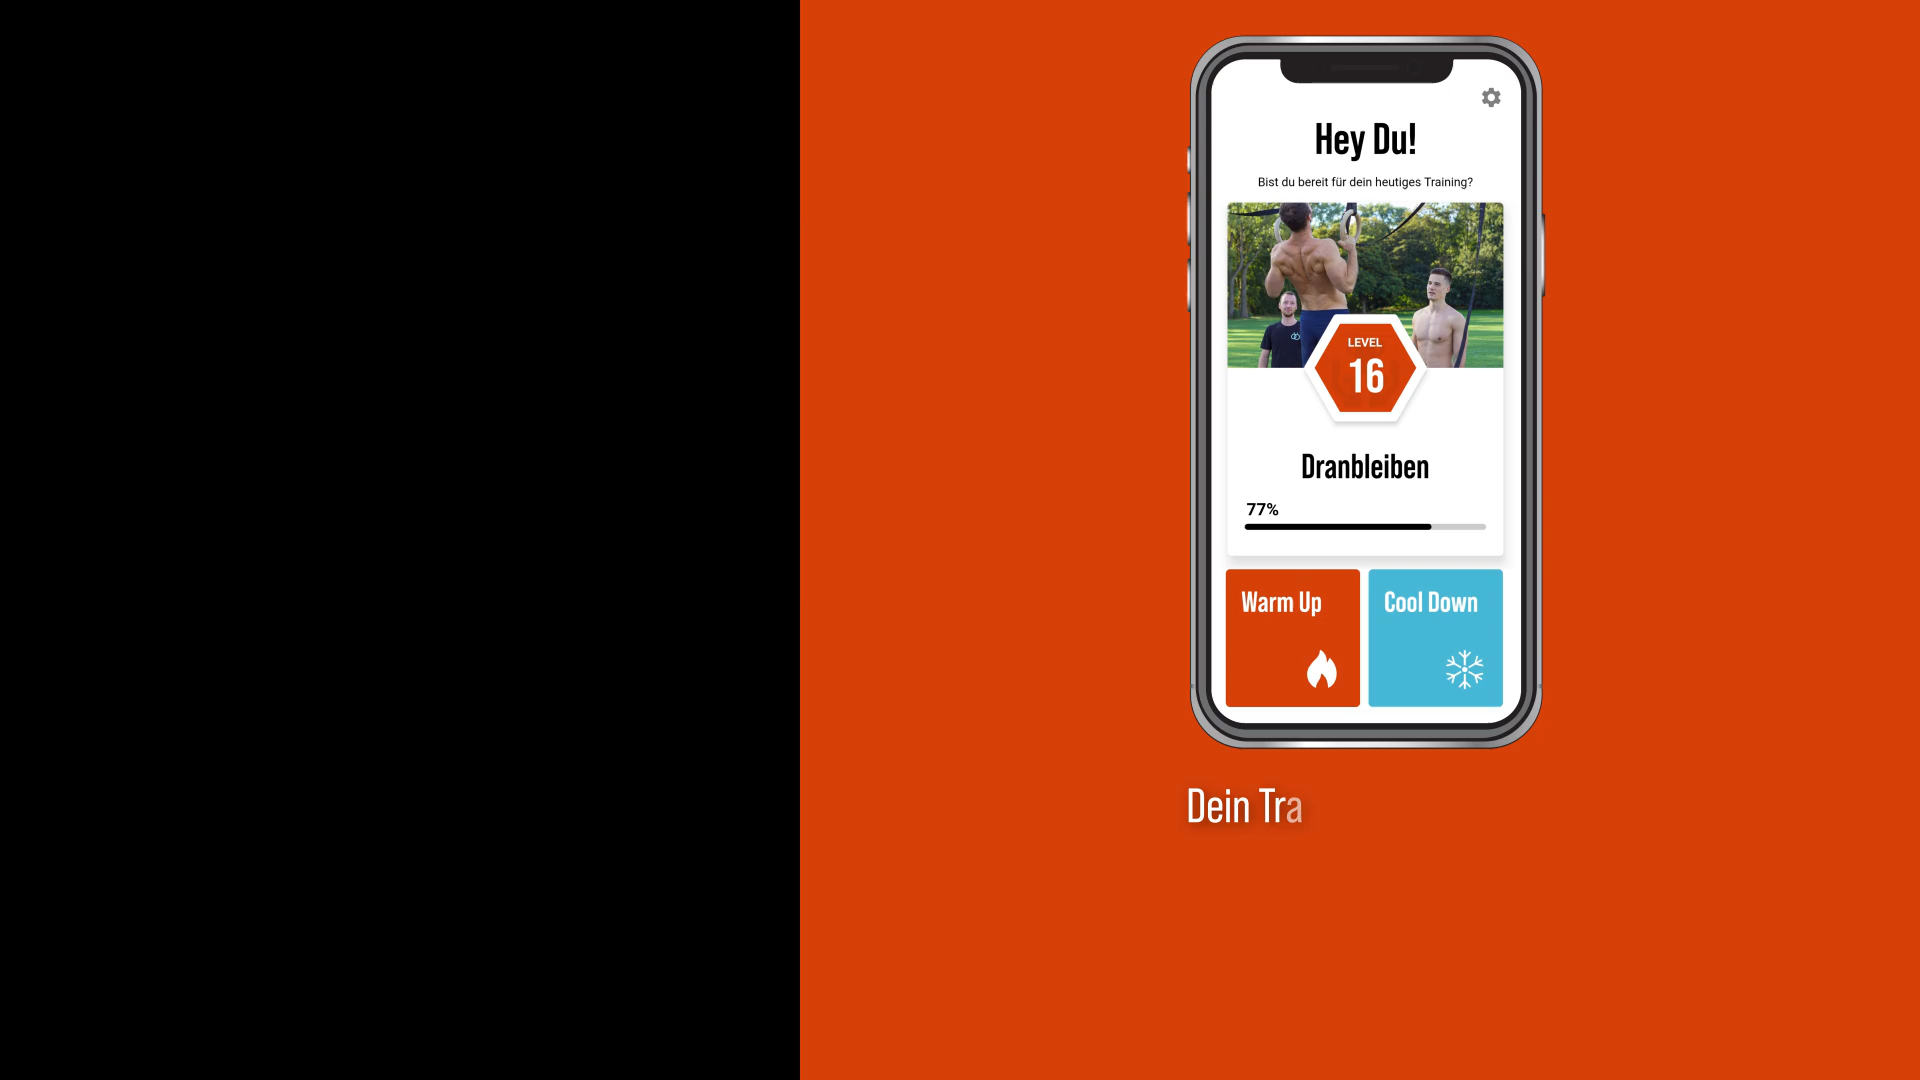 Hey Du!
Bist du bereit für dein heutiges Training?
LEVEL
16
Dranbleiben
77%
Warm Up
Cool Down
Dein Tra